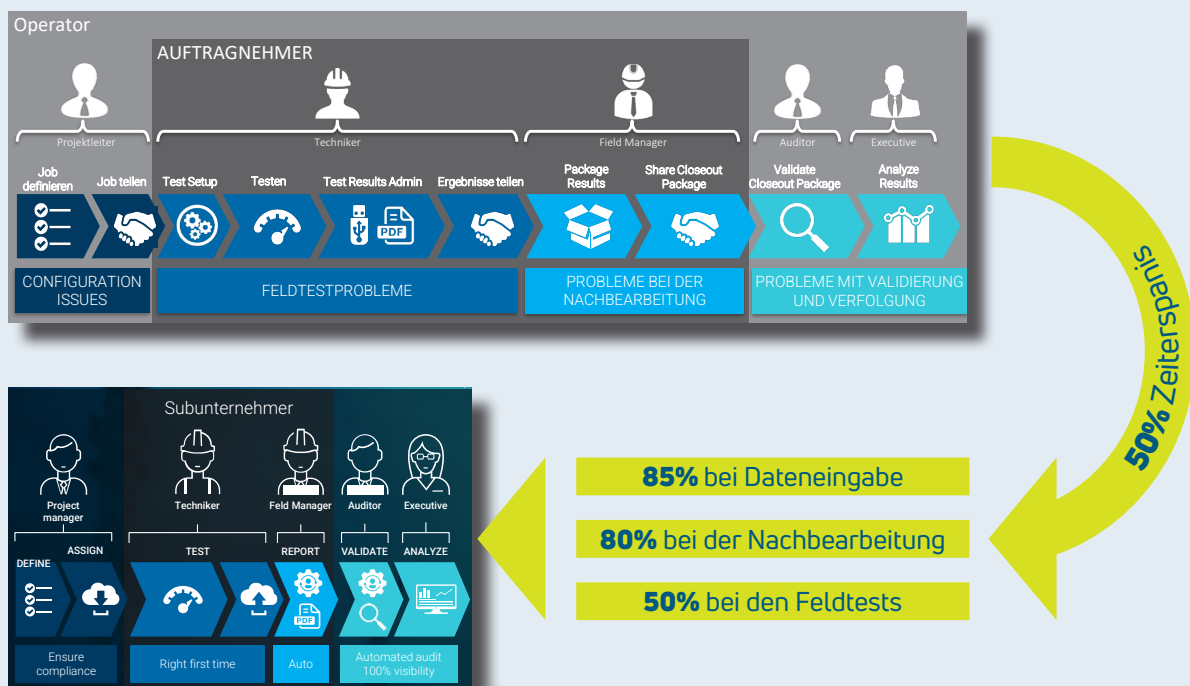 Operator
AUFTRAGNEHMER
Projektleiter
Techniker
Field Manager
Auditor
Executive
Job
definieren
Job teilen
Test Setup
Testen
Test Results Admin
Ergebnisse teilen
Package
Results
Share Closeout
Package
Validate
Closeout Package
Analyze
Results
PDF
CONFIGURATION
ISSUES
FELDTESTPROBLEME
PROBLEME BEI DER
NACHBEARBEITUNG
PROBLEME MIT VALIDIERUNG
UND VERFOLGUNG
50% Zeiterspanis
85% bei Dateneingabe
80% bei der Nachbearbeitung
50% bei den Feldtests
Subunternehmer
Project
manager
Techniker
Feld Manager
Auditor
Executive
DEFINE
ASSIGN
TEST
REPORT
VALIDATE
ANALYZE
PDF
Ensure
compliance
Right first time
Auto
Automated audit
100% visibility